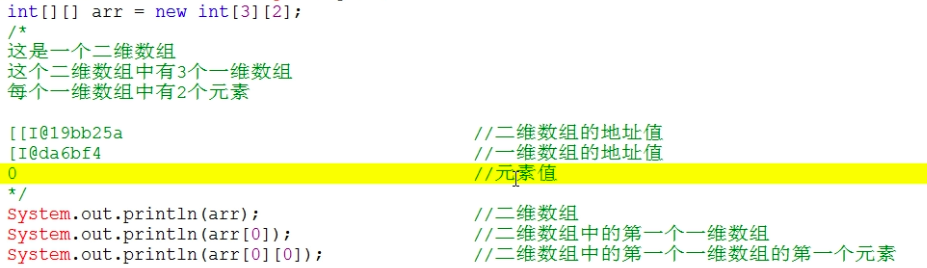 int[][] arr = new int[3][2];
/*
这是一个二维数组
这个二维数组中有3个一维数组
每个一维数组中有2个元素
[[I@19bb25a //二维数组的地址值
[I@da6bf4 //一维数组的地址值
0 //元素值
*/
System.out.println(arr); //二维数组
System.out.println(arr[0]); //二维数组中的第一个一维数组
System.out.println(arr[0][0]); //二维数组中的第一个一维数组的第一个元素